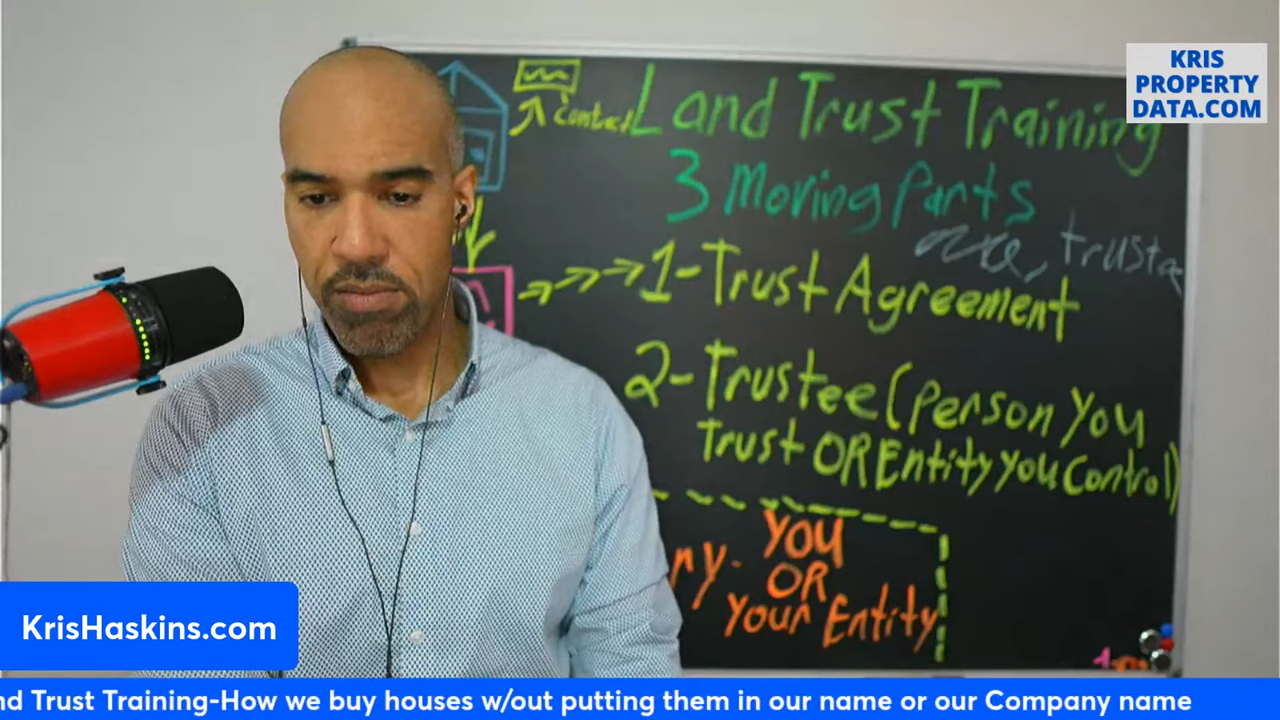 KRIS
PROPERTY
DATA.COM
Land Trust Training
3 Moving Parts
1-Trust Agreement
2-Trustee (Person You
Trust OR Entity You Control)
ny- You
OR
Your Entity
KrisHaskins.com
nd Trust Training-How we buy houses w/out putting them in our name or our Company name